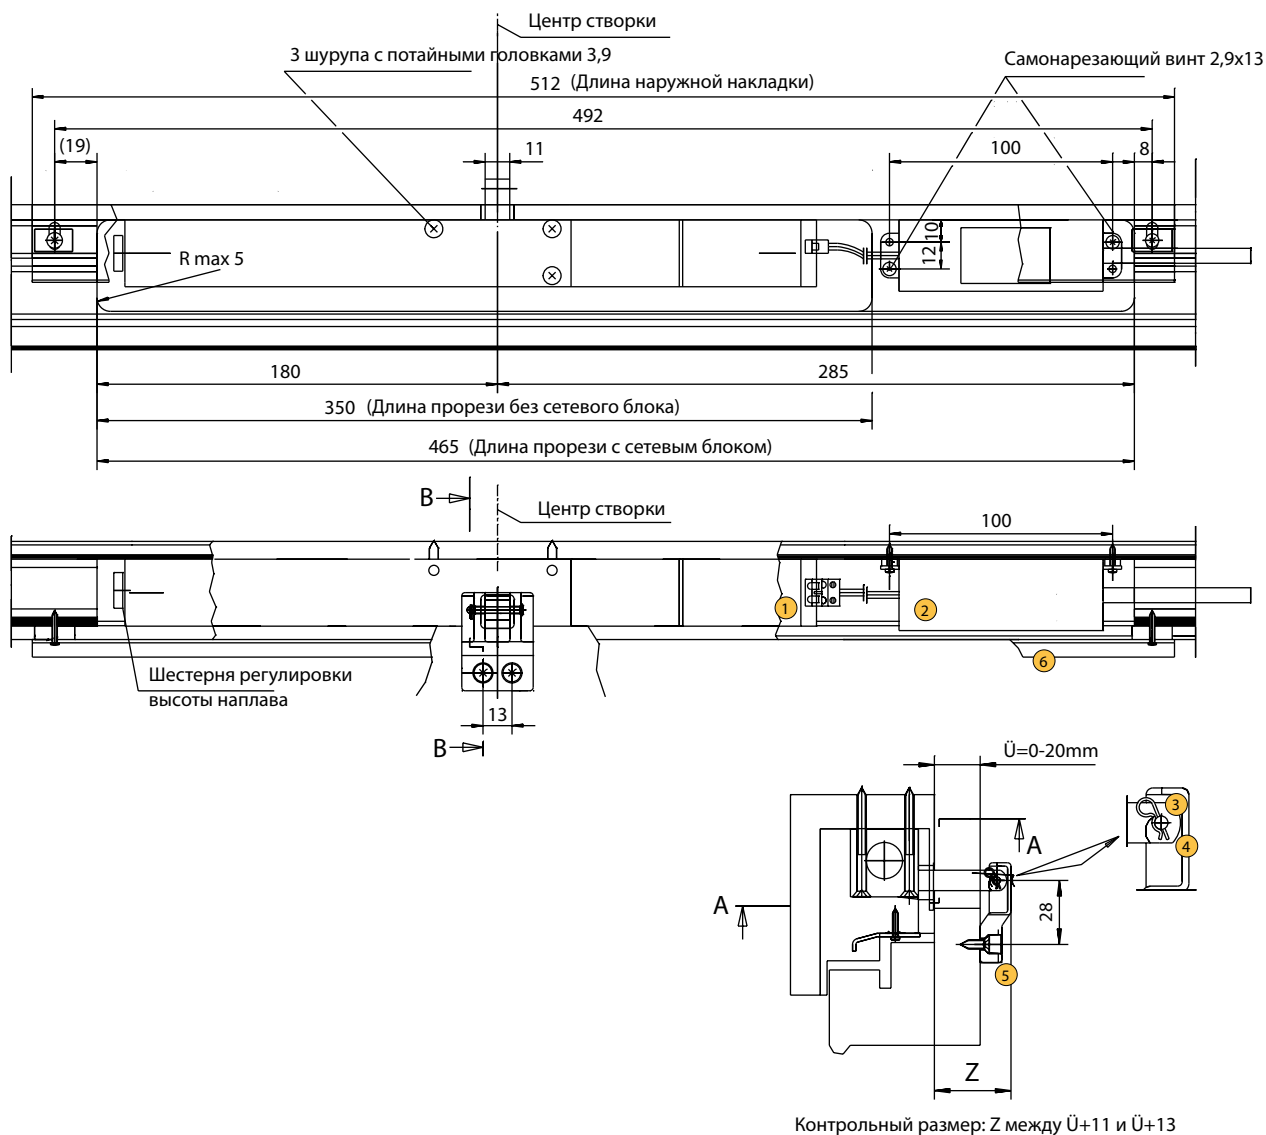 Центр створки
3 шурупа с потайными головками 3,9
Самонарезающий винт 2,9x13
512 (Длина наружной накладки)
492
(19)
11
100
8
10
12
R max 5
180
285
350 (Длина прорези без сетевого блока)
465 (Длина прорези с сетевым блоком)
B
Центр створки
100
1
2
6
Шестерня регулировки
высоты наплава
13
B
Ü=0-20mm
3
4
A
A
28
5
Z
Контрольный размер: Z между Ü+11 и Ü+13